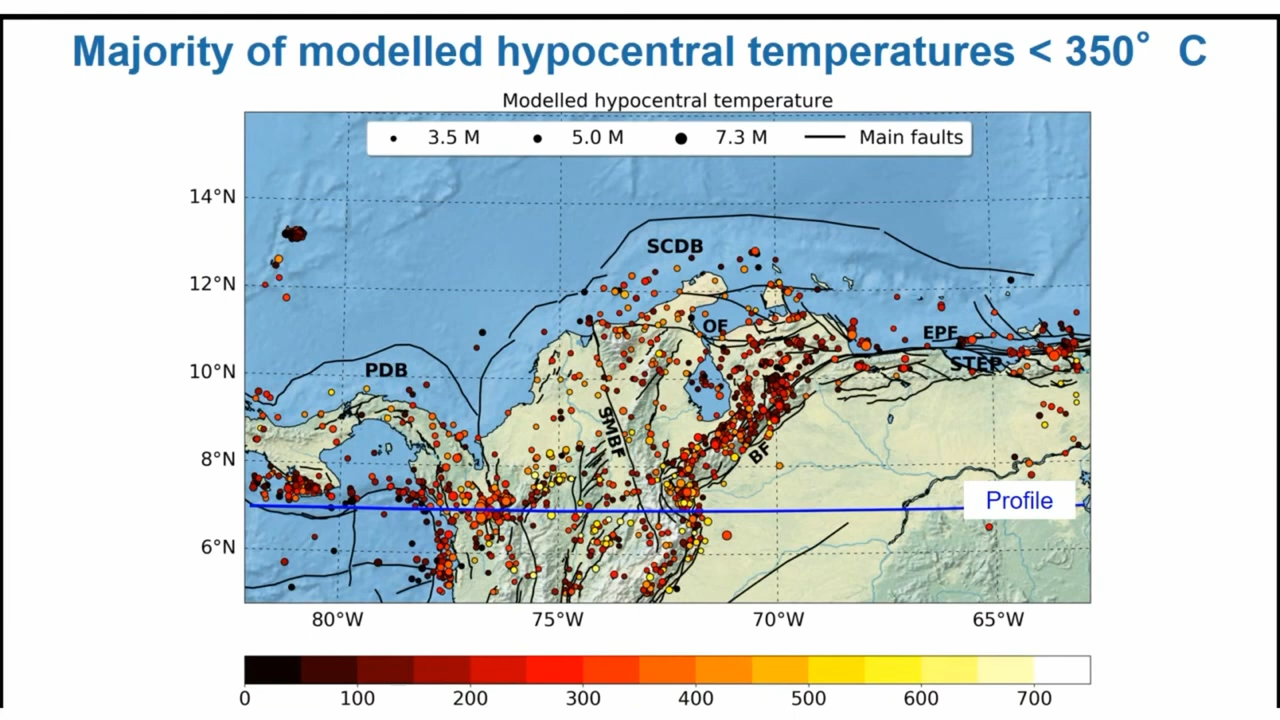 Majority of modelled hypocentral temperatures < 350° C
Modelled hypocentral temperature
3.5 M 5.0 M 7.3 M Main faults
14°N
SCDB
12°N
OF
EPF
PDB
STEP
10°N
SMBF
BF
8°N
Profile
6°N
80°W 75°W 70°W 65°W
0 100 200 300 400 500 600 700